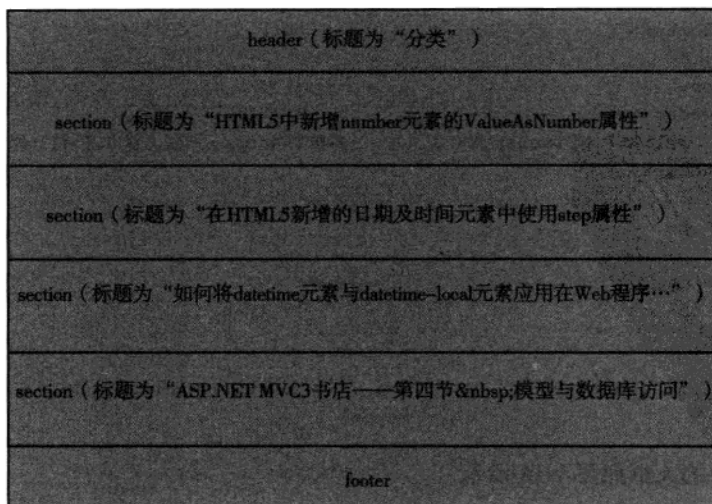 header（标题为“分类”）
section（标题为“HTML5中新增number元素的ValueAsNumber属性”）
section（标题为“在HTML5新增的日期及时间元素中使用step属性”）
section（标题为“如何将datetime元素与datetime-local元素应用在Web程序…”）
section（标题为“ASP.NET MVC3书店——第四节&nbsp;模型与数据库访问”）
footer